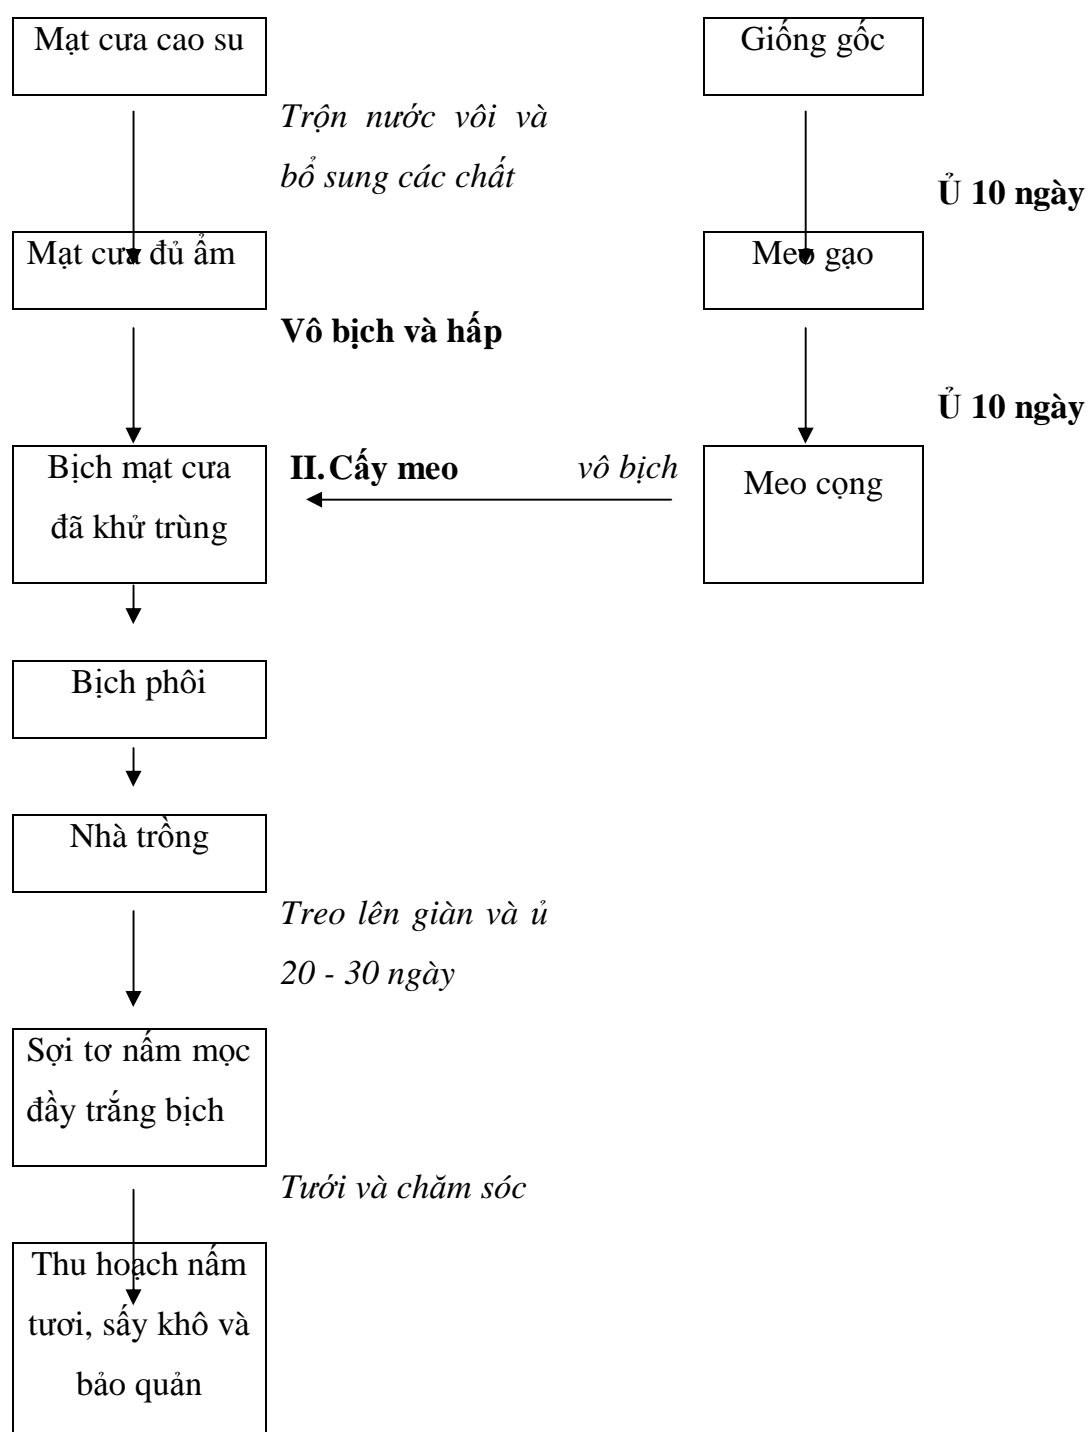 Mạt cưa cao su
Giống gốc
Trộn nước vôi và
bổ sung các chất
Ủ 10 ngày
Mạt cưa đủ ẩm
Meo gạo
Vô bịch và hấp
Ủ 10 ngày
Bịch mạt cưa
đã khử trùng
II. Cấy meo vô bịch
Meo cọng
Bịch phôi
Nhà trồng
Treo lên giàn và ủ
20 - 30 ngày
Sợi tơ nấm mọc
đầy trắng bịch
Tưới và chăm sóc
Thu hoạch nấm
tươi, sấy khô và
bảo quản